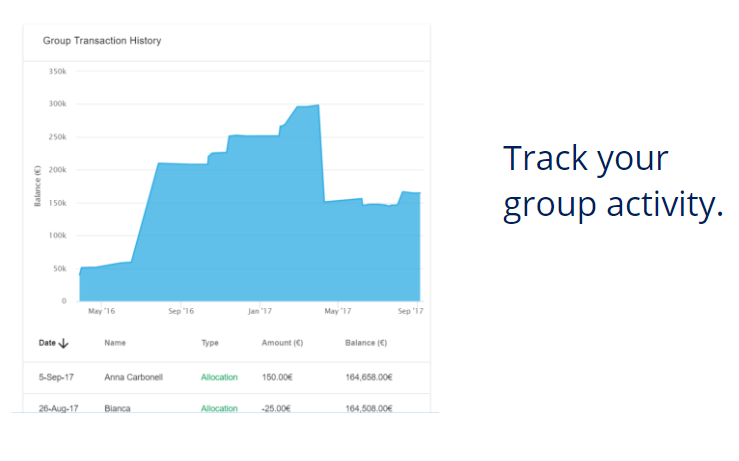 Group Transaction History
350k
300k
250k
200k
150k
100k
50k
0
Balance (€)
May '16 Sep '16 Jan '17 May '17 Sep '17
Date Name Type Amount (€) Balance (€)
5-Sep-17 Anna Carbonell Allocation 150.00€ 164,658.00€
26-Aug-17 Bianca Allocation -25.00€ 164,508.00€
Track your
group activity.